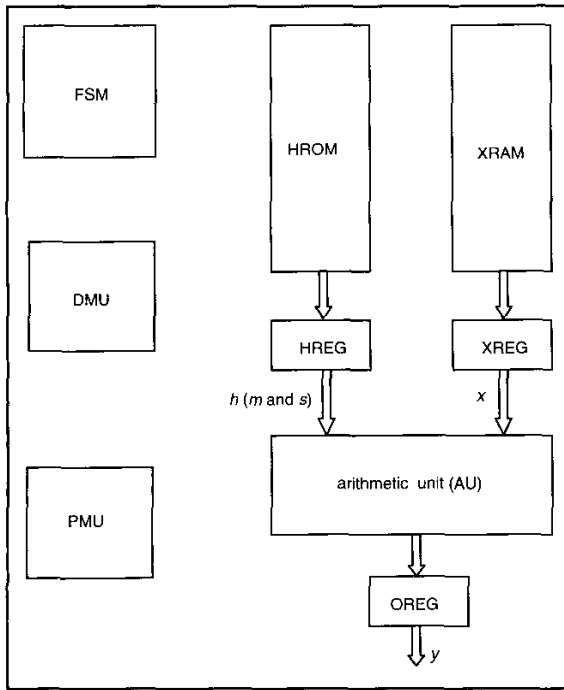 FSM
HROM
XRAM
DMU
HREG
XREG
h (m and s)
x
arithmetic unit (AU)
PMU
OREG
y